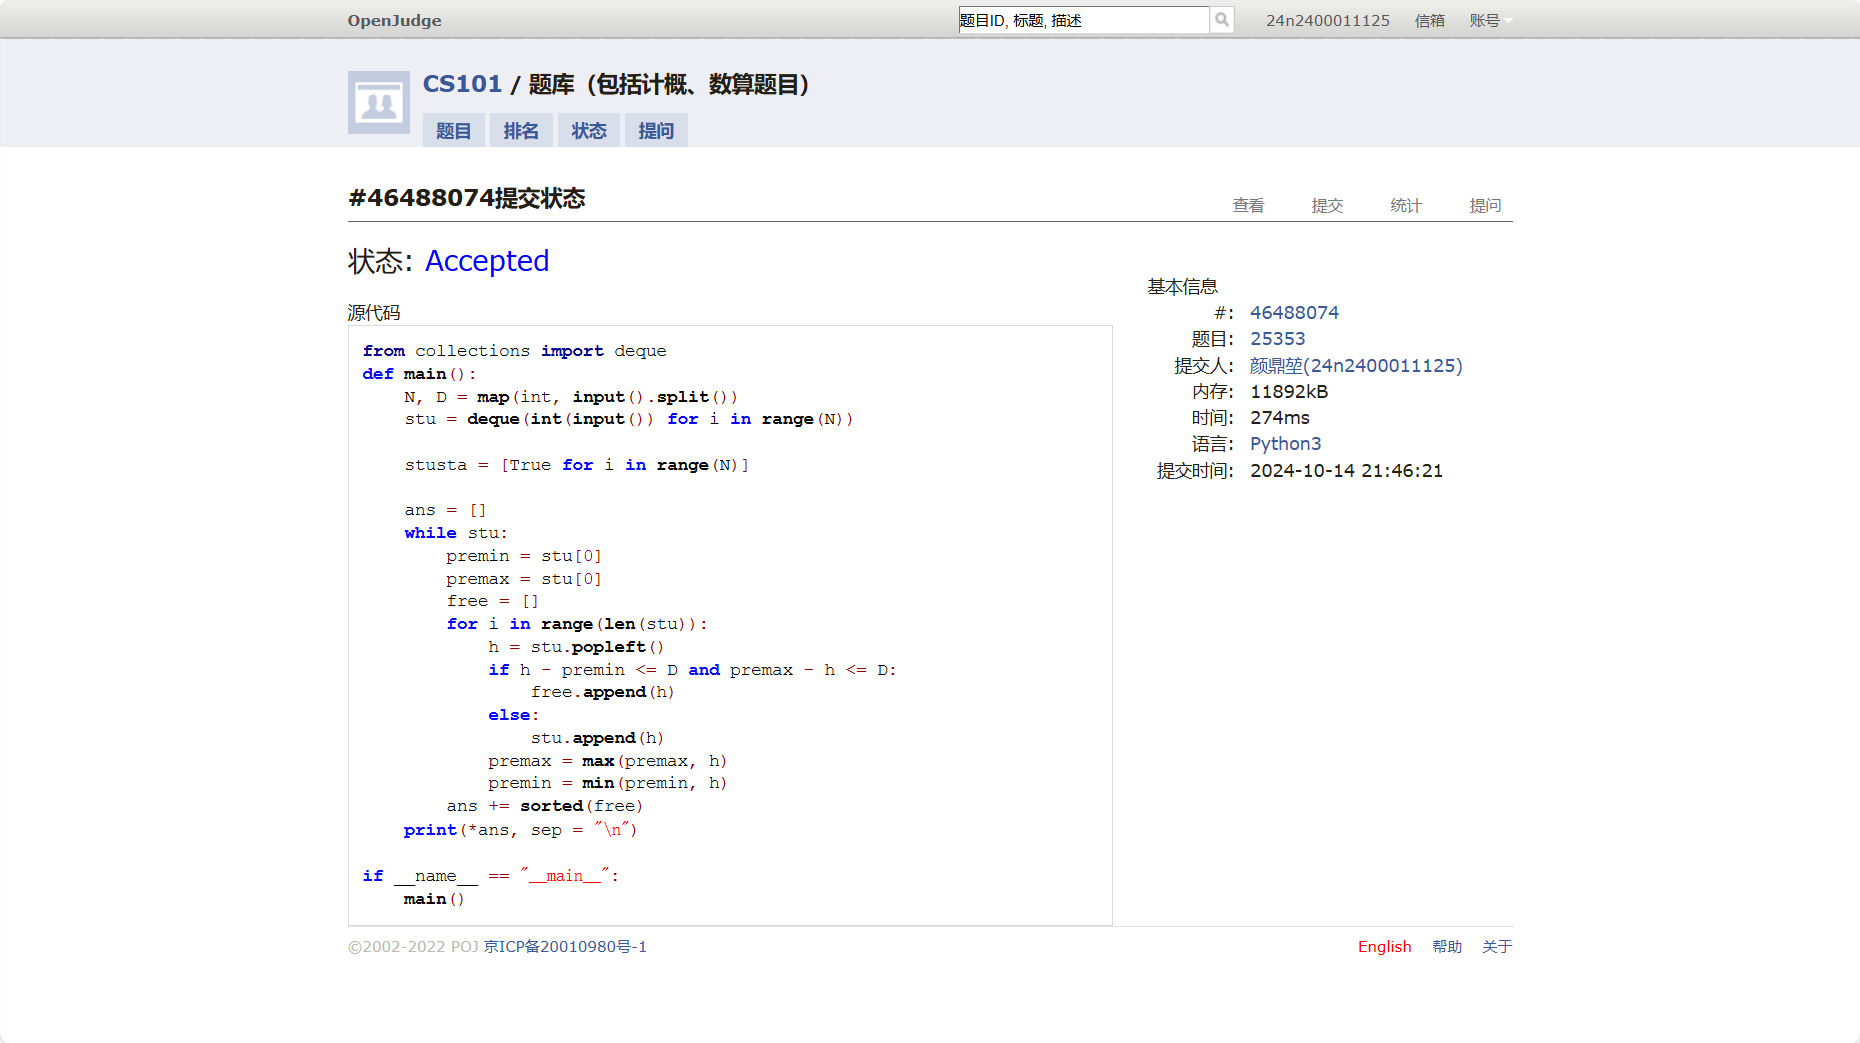 OpenJudge
题目ID, 标题, 描述
24n2400011125 信箱 账号
CS101 / 题库（包括计概、数算题目）
题目 排名 状态 提问
#46488074提交状态
查看 提交 统计 提问
状态: Accepted
源代码
from collections import deque
def main():
    N, D = map(int, input().split())
    stu = deque(int(input()) for i in range(N))

    stusta = [True for i in range(N)]

    ans = []
    while stu:
        premin = stu[0]
        premax = stu[0]
        free = []
        for i in range(len(stu)):
            h = stu.popleft()
            if h - premin <= D and premax - h <= D:
                free.append(h)
            else:
                stu.append(h)
            premax = max(premax, h)
            premin = min(premin, h)
        ans += sorted(free)
    print(*ans, sep = "\n")

if __name__ == "__main__":
    main()
基本信息
#: 46488074
题目: 25353
提交人: 颜鼎堃(24n2400011125)
内存: 11892kB
时间: 274ms
语言: Python3
提交时间: 2024-10-14 21:46:21
©2002-2022 POJ 京ICP备20010980号-1
English 帮助 关于